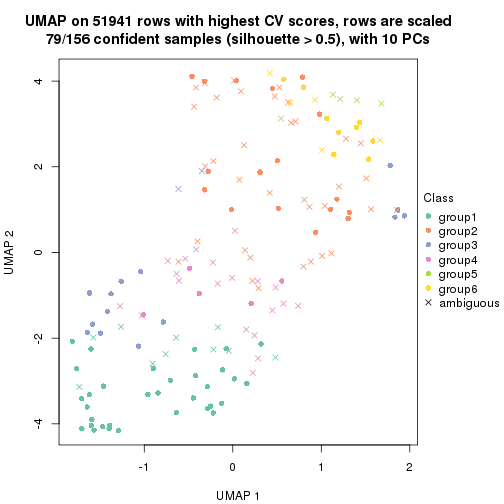 UMAP on 51941 rows with highest CV scores, rows are scaled
79/156 confident samples (silhouette > 0.5), with 10 PCs
4
2
0
-2
-4
UMAP 2
-1
0
1
2
UMAP 1
Class
group1
group2
group3
group4
group5
group6
ambiguous